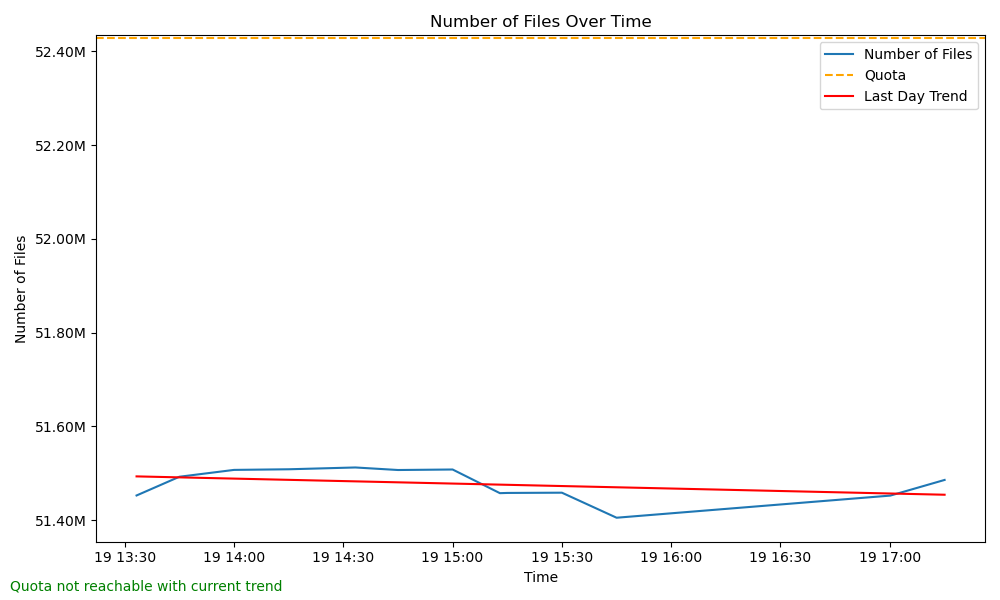 Number of Files Over Time
Number of Files
Quota
Last Day Trend
Number of Files
52.40M
52.20M
52.00M
51.80M
51.60M
51.40M
19 13:30
19 14:00
19 14:30
19 15:00
19 15:30
19 16:00
19 16:30
19 17:00
Time
Quota not reachable with current trend